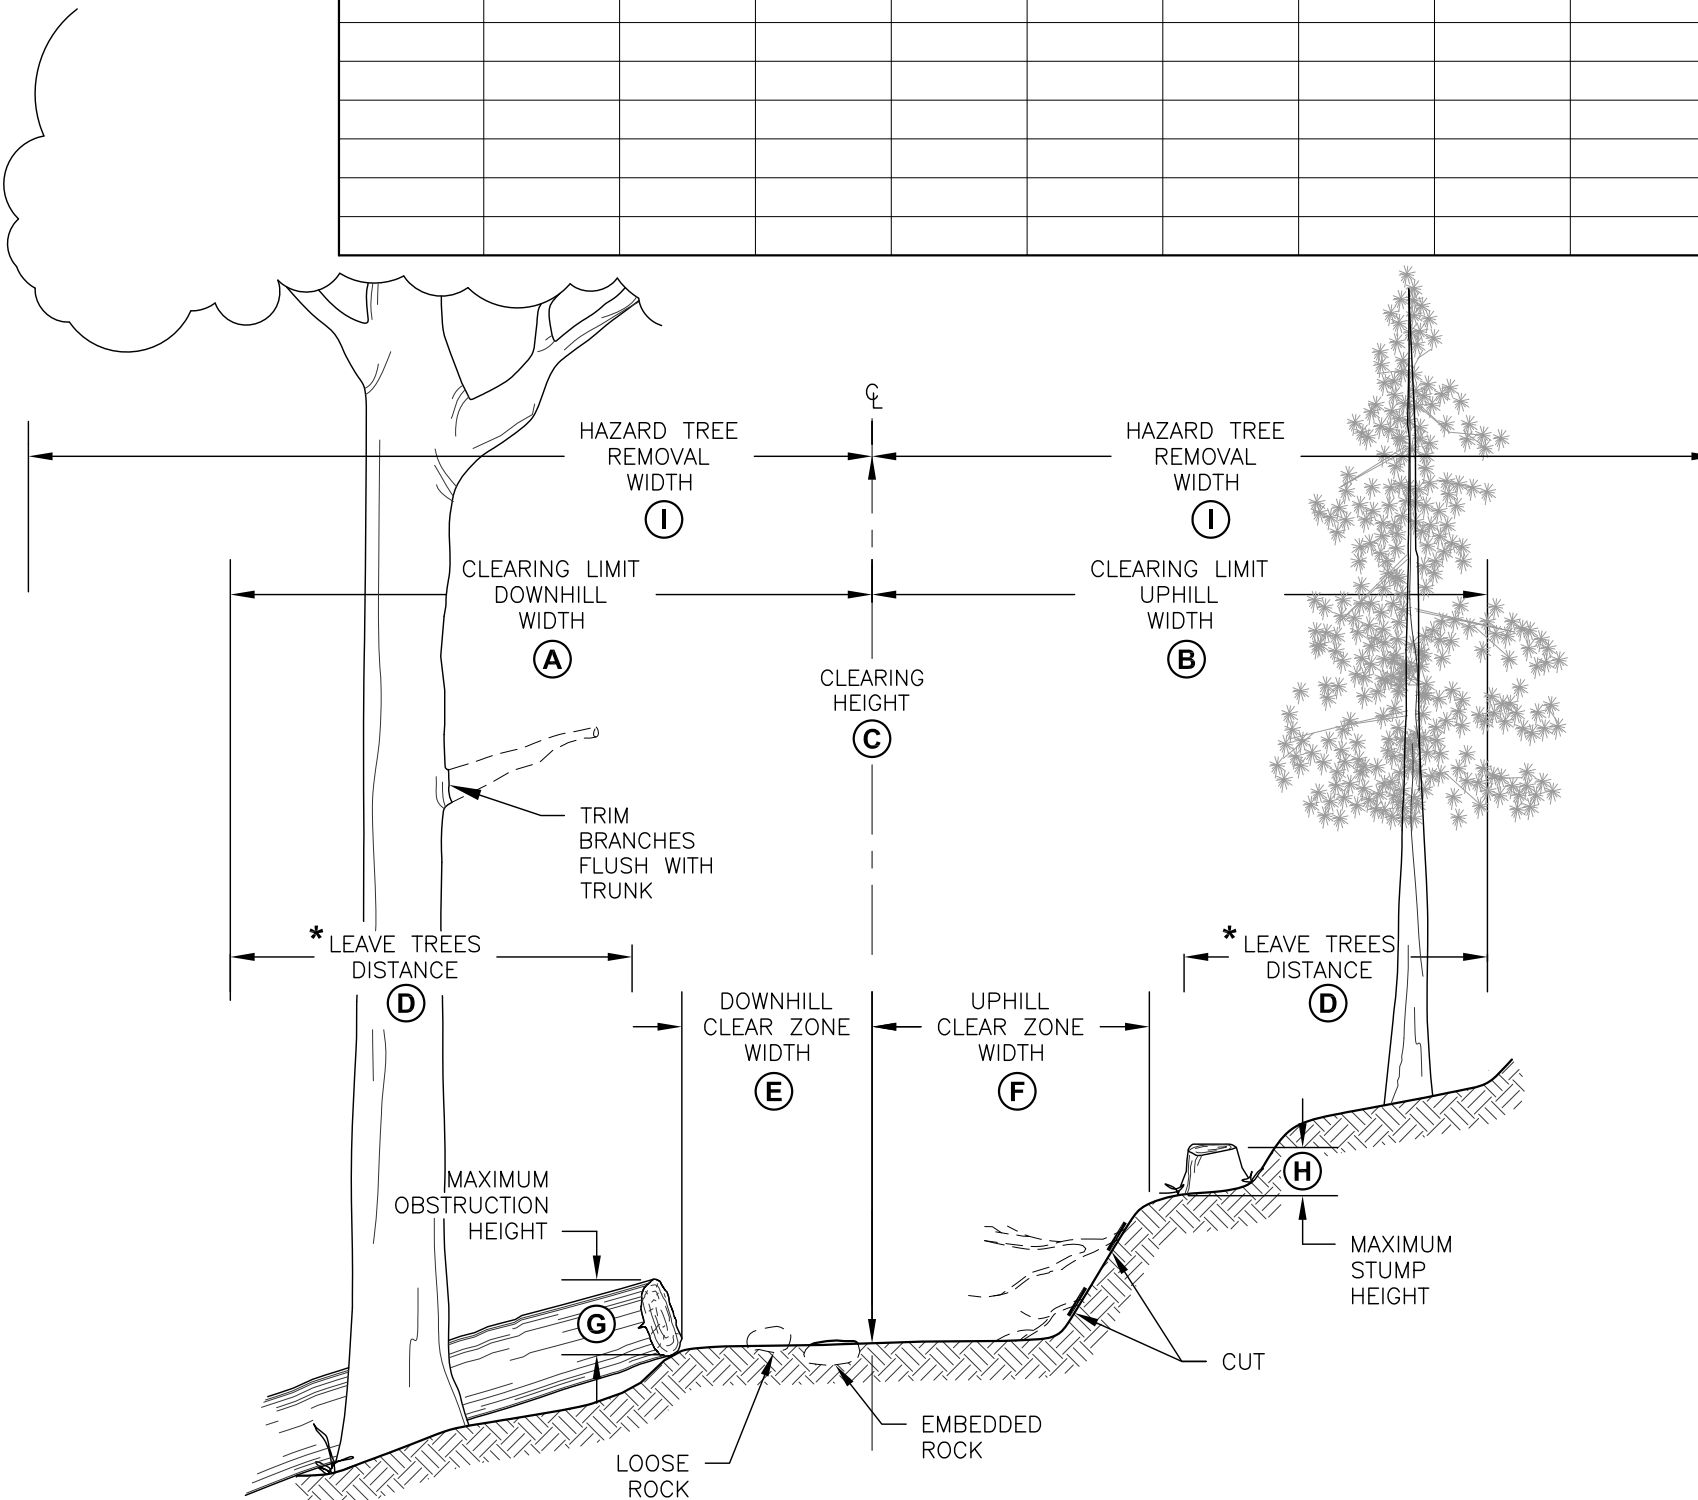 ℄
HAZARD TREE
REMOVAL
WIDTH
I
HAZARD TREE
REMOVAL
WIDTH
I
CLEARING LIMIT
DOWNHILL
WIDTH
A
CLEARING LIMIT
UPHILL
WIDTH
B
CLEARING
HEIGHT
C
TRIM
BRANCHES
FLUSH WITH
TRUNK
* LEAVE TREES
DISTANCE
D
* LEAVE TREES
DISTANCE
D
DOWNHILL
CLEAR ZONE
WIDTH
E
UPHILL
CLEAR ZONE
WIDTH
F
MAXIMUM
OBSTRUCTION
HEIGHT
G
H
MAXIMUM
STUMP
HEIGHT
CUT
EMBEDDED
ROCK
LOOSE
ROCK